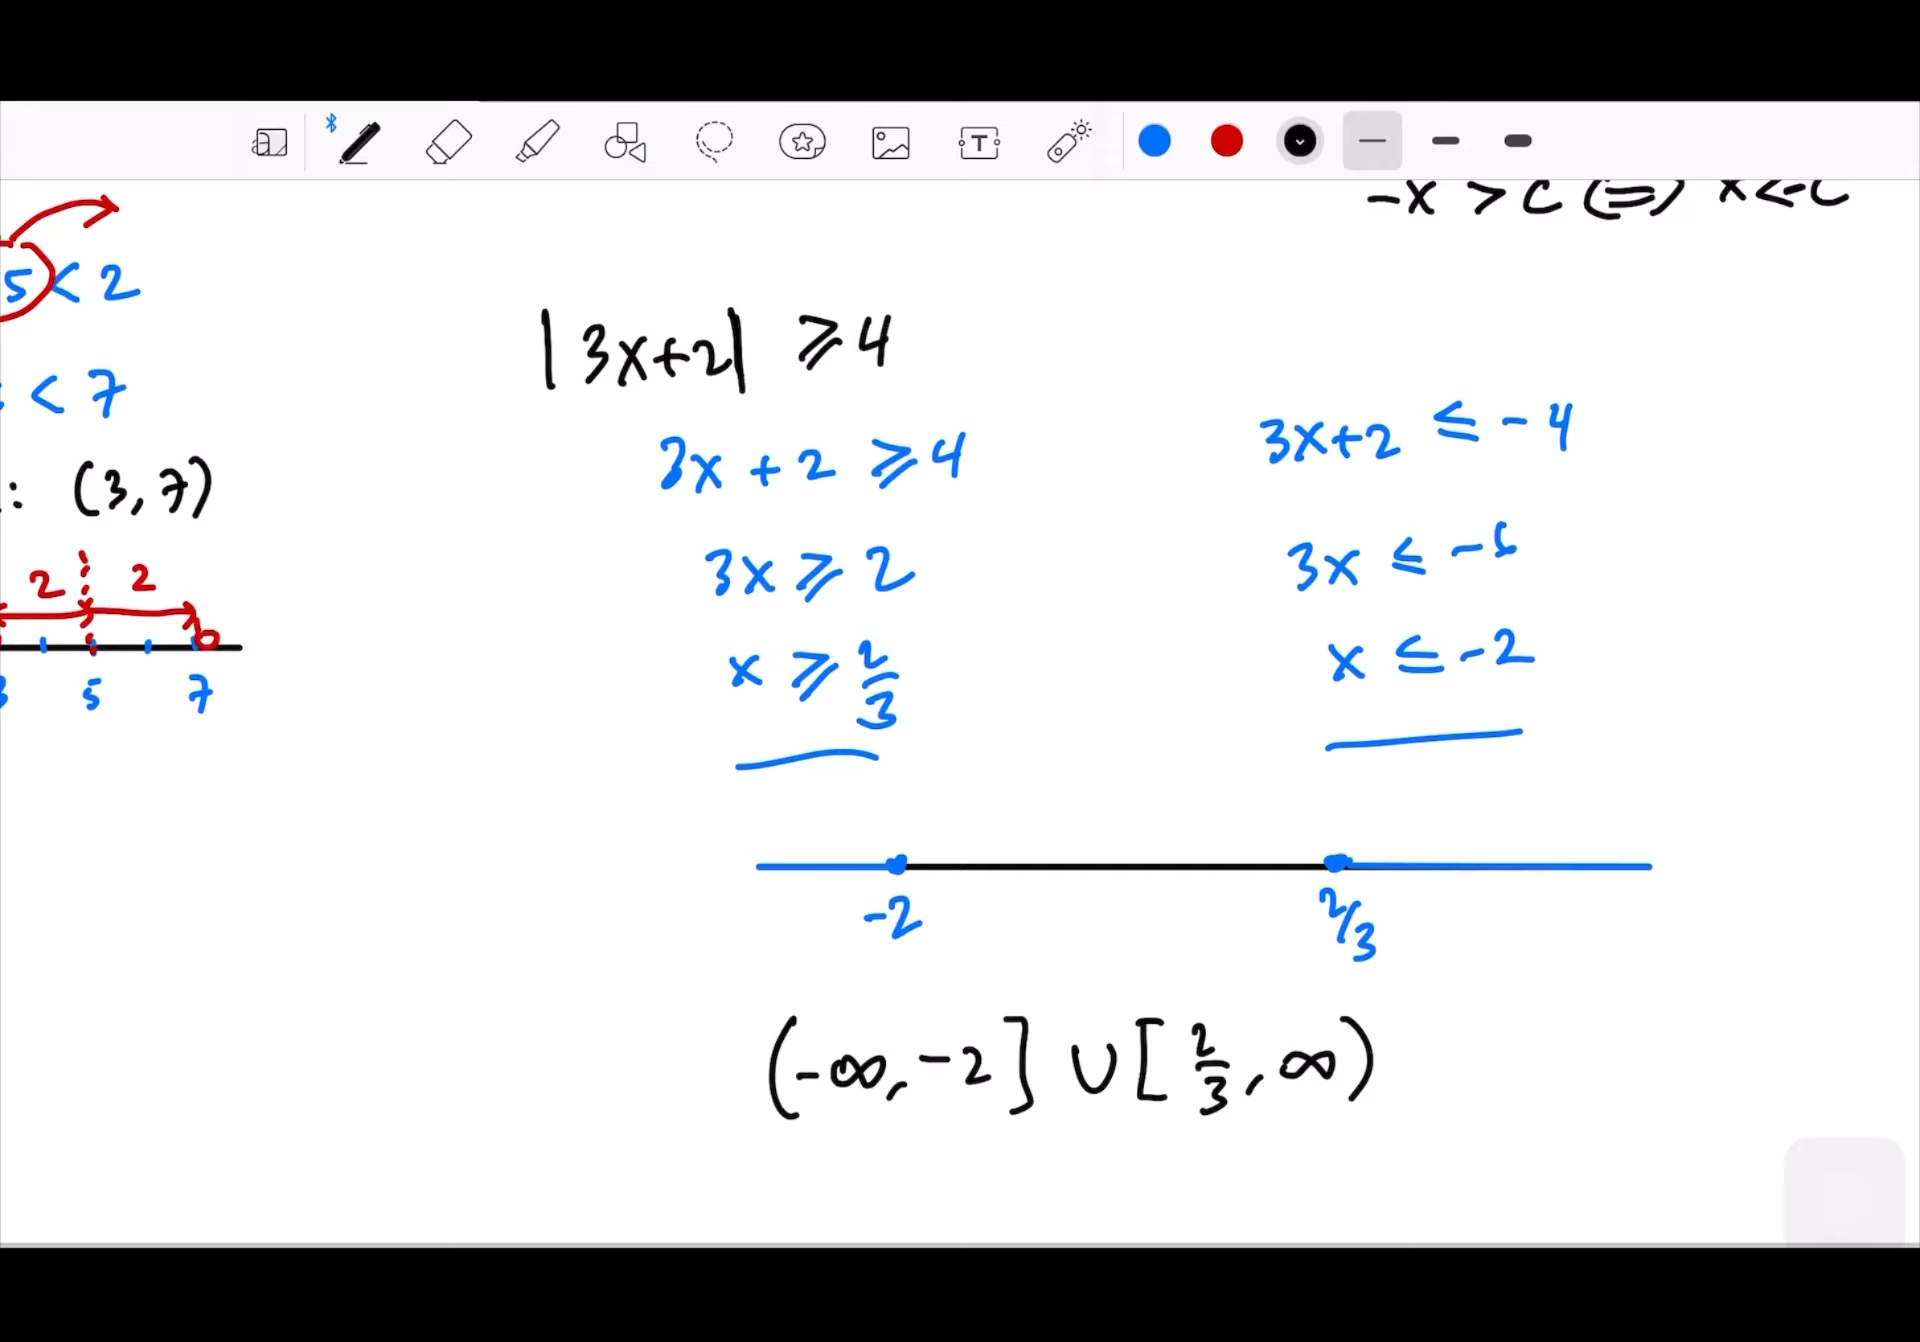 -x > c (=) x < -c
5 < 2
< 7
: (3, 7)
2 2
5 7
|3x+2| ⩾ 4
3x + 2 ⩾ 4
3x ⩾ 2
x ⩾ 2/3
3x+2 ≤ -4
3x ≤ -6
x ≤ -2
-2 2/3
(-∞, -2] ∪ [2/3, ∞)